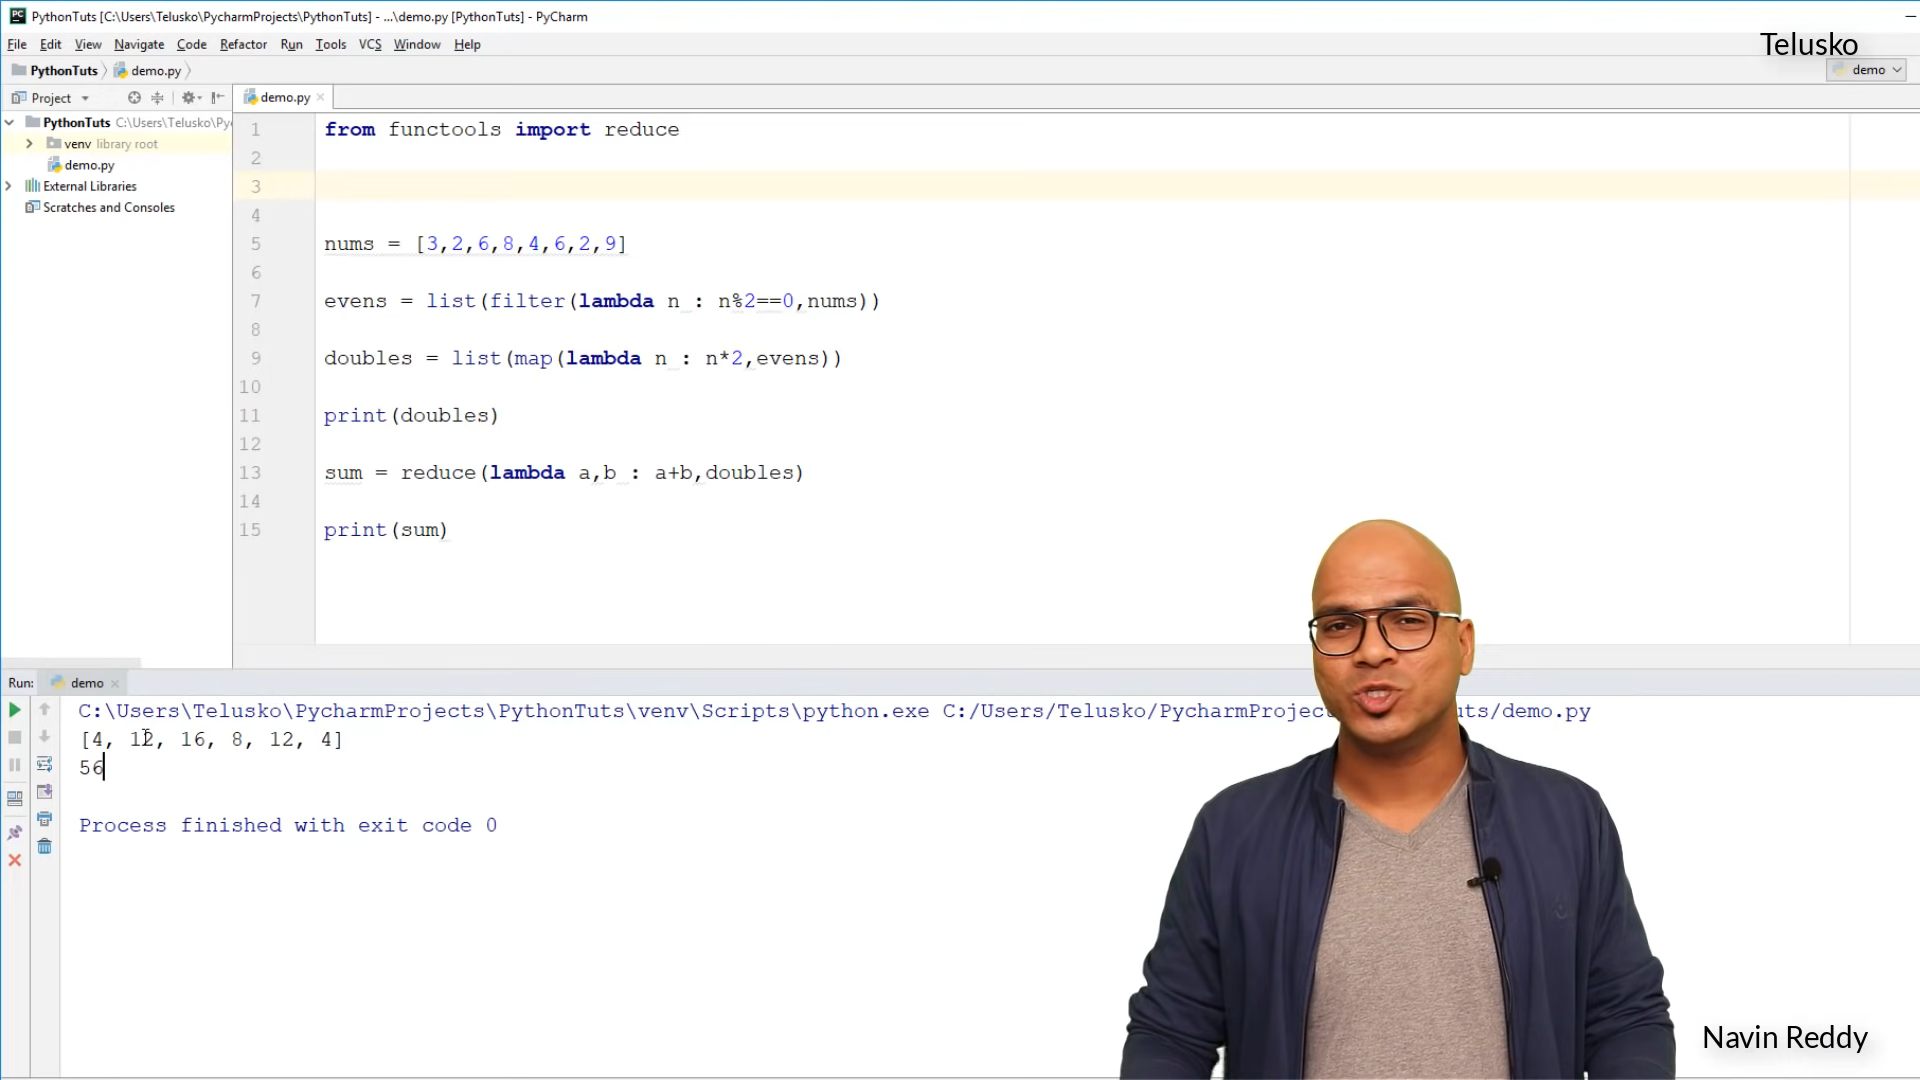 PythonTuts [C:\Users\Telusko\PycharmProjects\PythonTuts] - ...\demo.py [PythonTuts] - PyCharm
File Edit View Navigate Code Refactor Run Tools VCS Window Help
Telusko
PythonTuts demo.py
demo
Project
demo.py
PythonTuts C:\Users\Telusko\Py
venv library root
demo.py
External Libraries
Scratches and Consoles
1 from functools import reduce
2
3
4
5 nums = [3,2,6,8,4,6,2,9]
6
7 evens = list(filter(lambda n : n%2==0,nums))
8
9 doubles = list(map(lambda n : n*2,evens))
10
11 print(doubles)
12
13 sum = reduce(lambda a,b : a+b,doubles)
14
15 print(sum)
Run: demo
C:\Users\Telusko\PycharmProjects\PythonTuts\venv\Scripts\python.exe C:/Users/Telusko/PycharmProjec uts/demo.py
[4, 12, 16, 8, 12, 4]
56
Process finished with exit code 0
Navin Reddy